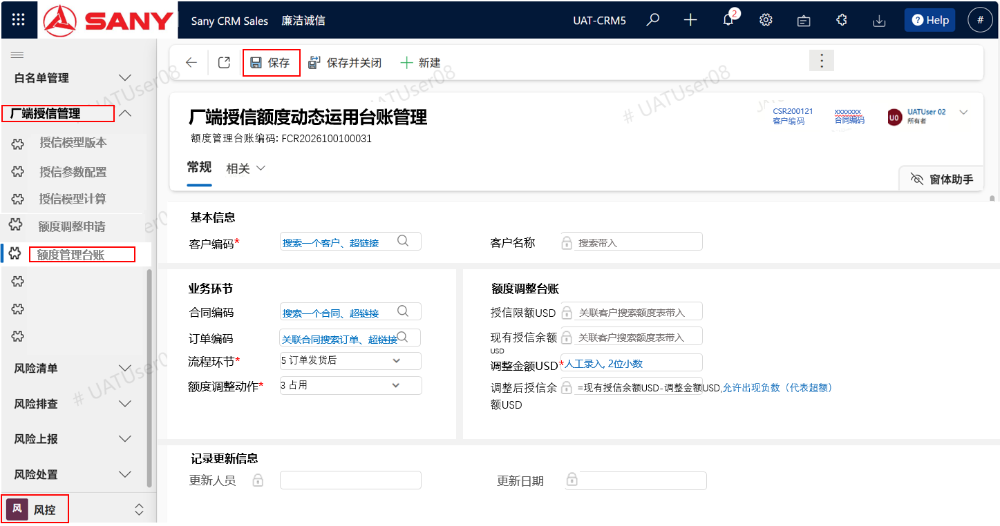 SANY Sany CRM Sales 廉洁诚信 UAT-CRM5 2 ? Help #
保存 保存并关闭 新建
白名单管理
厂端授信管理
授信模型版本
授信参数配置
授信模型计算
额度调整申请
额度管理台账
风险清单
风险排查
风险上报
风险处置
风 风控
厂端授信额度动态运用台账管理
额度管理台账编码: FCR2026100100031
CSR200121
客户编码
xxxxxxx
合同编码
U0
UATUser 02
所有者
常规 相关
窗体助手
基本信息
客户编码* 搜索一个客户、超链接 客户名称 搜索带入
业务环节
合同编码 搜索一个合同、超链接
订单编码 关联合同搜索订单、超链接
流程环节* 5 订单发货后
额度调整动作* 3 占用
额度调整台账
授信限额USD 关联客户搜索额度表带入
现有授信余额 关联客户搜索额度表带入
USD
调整金额USD* 人工录入, 2位小数
调整后授信余 =现有授信余额USD-调整金额USD,允许出现负数（代表超额）
额USD
记录更新信息
更新人员 更新日期
# UATUser08
# UATUser08
# UATUser08